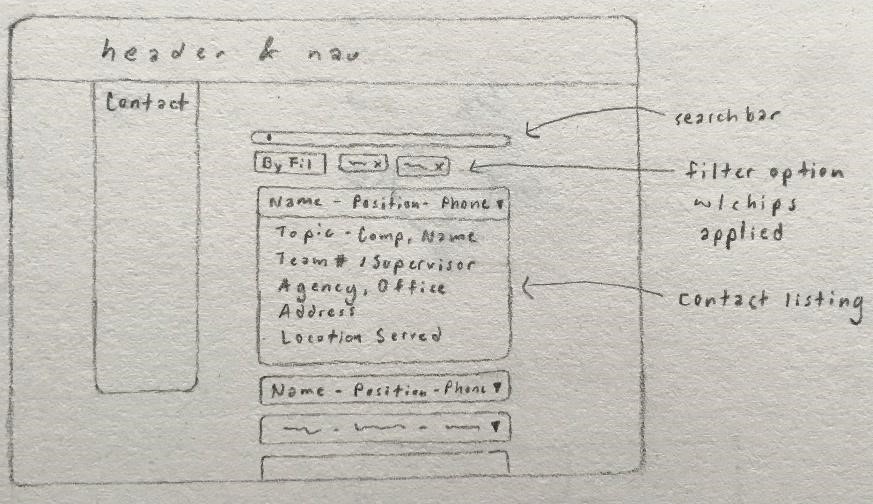 header & nav
Contact
search bar
By Fil x x
filter option
w/chips
applied
Name - Position - Phone
Topic - Comp, Name
Team # / Supervisor
Agency, Office
Address
Location Served
contact listing
Name - Position - Phone